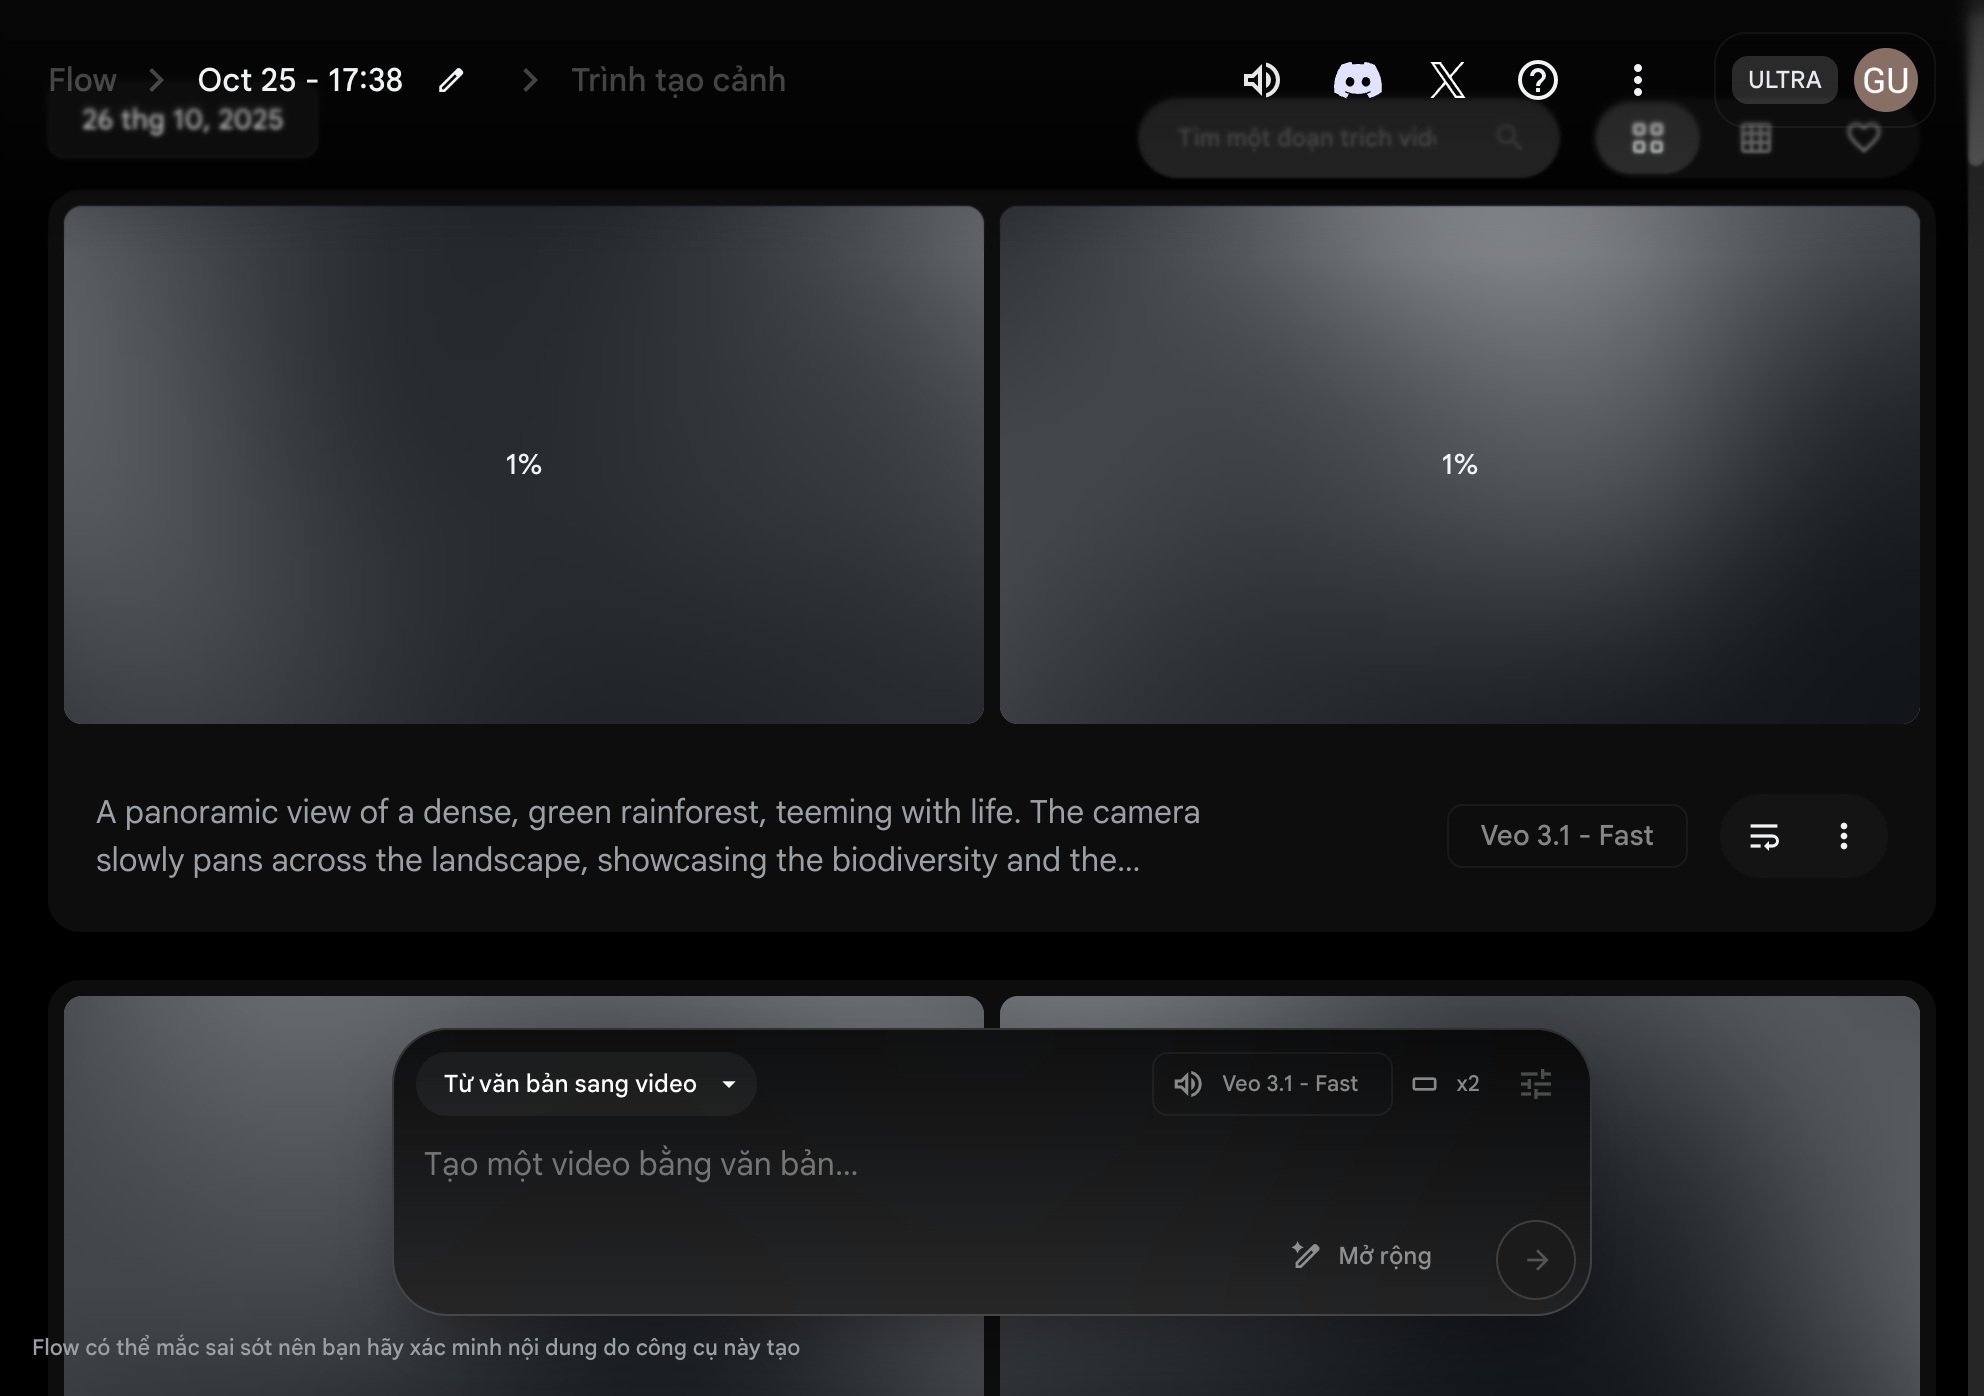 Flow
Oct 25 - 17:38
Trình tạo cảnh
ULTRA
GU
26 thg 10, 2025
Tìm một đoạn trích
1%
1%
A panoramic view of a dense, green rainforest, teeming with life. The camera
slowly pans across the landscape, showcasing the biodiversity and the...
Veo 3.1 - Fast
Từ văn bản sang video
Veo 3.1 - Fast
x2
Tạo một video bằng văn bản...
Mở rộng
Flow có thể mắc sai sót nên bạn hãy xác minh nội dung do công cụ này tạo